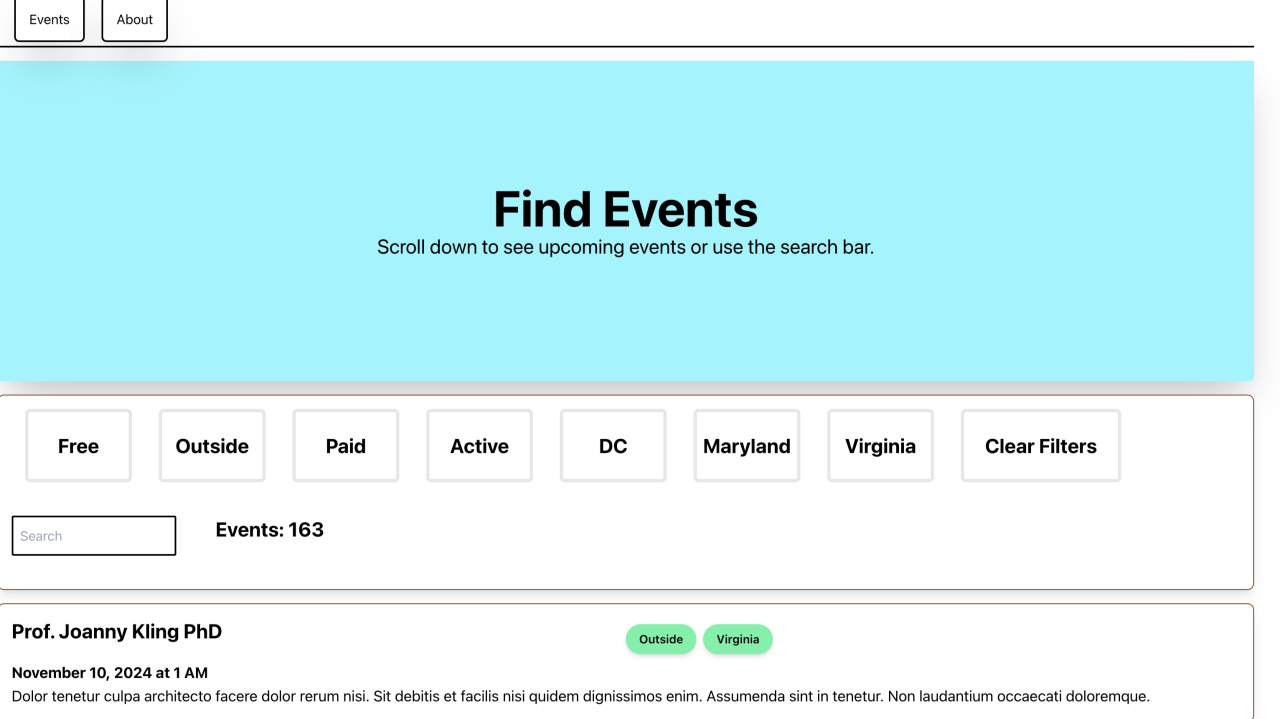 Events About
Find Events
Scroll down to see upcoming events or use the search bar.
Free Outside Paid Active DC Maryland Virginia Clear Filters
Search Events: 163
Prof. Joanny Kling PhD Outside Virginia
November 10, 2024 at 1 AM
Dolor tenetur culpa architecto facere dolor rerum nisi. Sit debitis et facilis nisi quidem dignissimos enim. Assumenda sint in tenetur. Non laudantium occaecati doloremque.